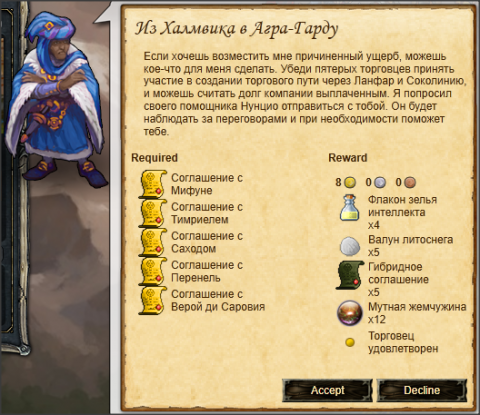 Из Халмвика в Агра-Гарду
Если хочешь возместить мне причиненный ущерб, можешь
кое-что для меня сделать. Убеди пятерых торговцев принять
участие в создании торгового пути через Ланфар и Соколинию,
и можешь считать долг компании выплаченным. Я попросил
своего помощника Нунцио отправиться с тобой. Он будет
наблюдать за переговорами и при необходимости поможет
тебе.
Required
Соглашение с
Мифуне
Соглашение с
Тимриелем
Соглашение с
Саходом
Соглашение с
Перенель
Соглашение с
Верой ди Саровия
Reward
8 0 0
Флакон зелья
интеллекта
x4
Валун литоснега
x5
Гибридное
соглашение
x5
Мутная жемчужина
x12
Торговец
удовлетворен
Accept Decline